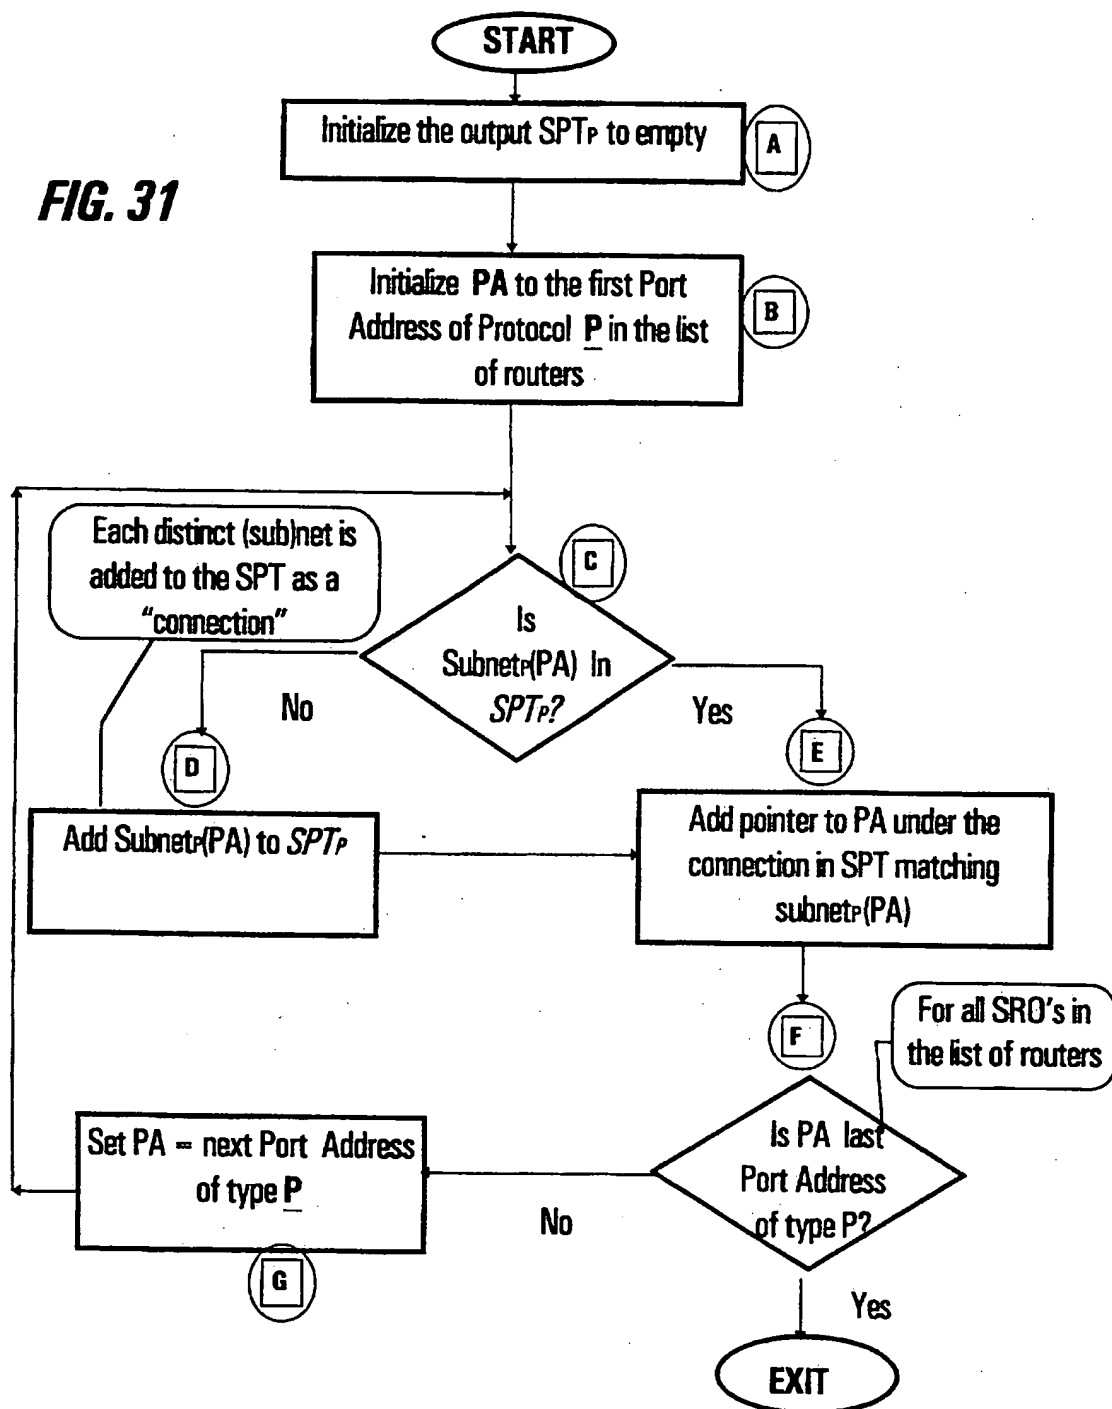 START
Initialize the output SPTP to empty
A
FIG. 31
Initialize PA to the first Port
Address of Protocol P in the list
of routers
B
Each distinct (sub)net is
added to the SPT as a
"connection"
C
Is
SubnetP(PA) In
SPTP?
No
Yes
D
E
Add SubnetP(PA) to SPTP
Add pointer to PA under the
connection in SPT matching
subnetP(PA)
F
For all SRO's in
the list of routers
Set PA = next Port Address
of type P
Is PA last
Port Address
of type P?
No
G
Yes
EXIT